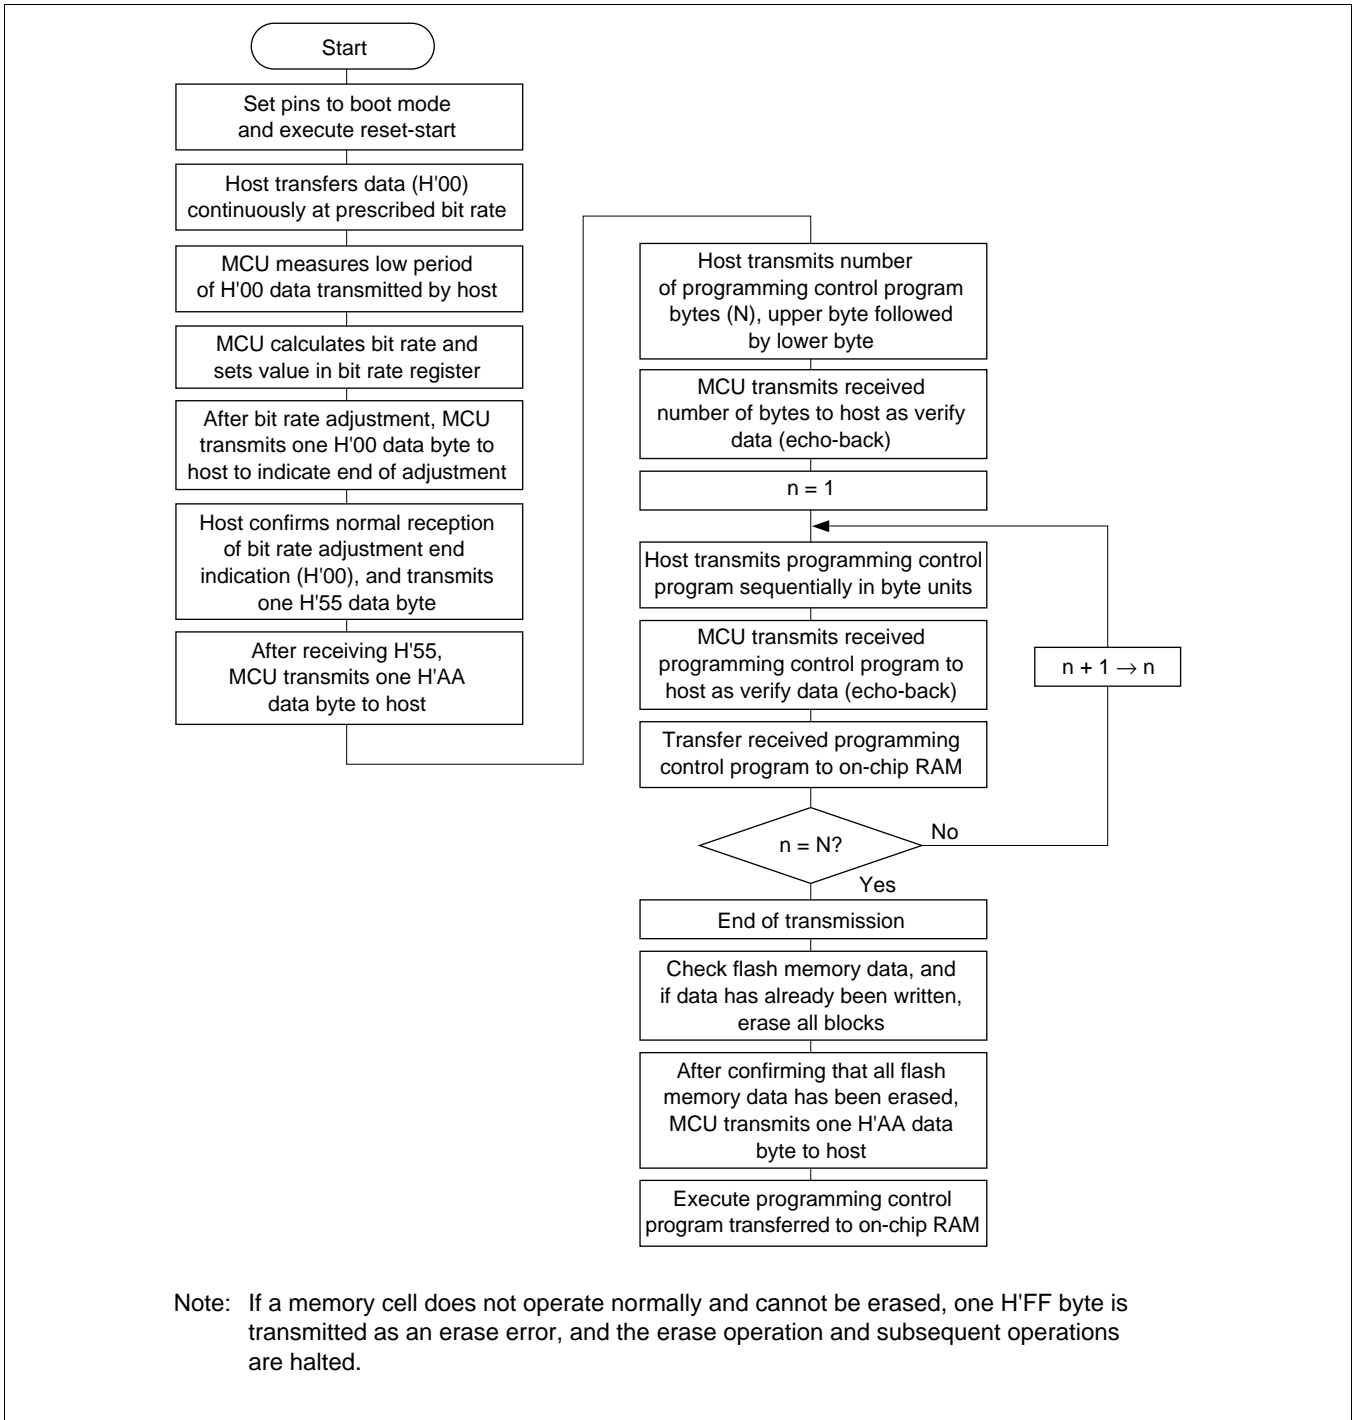 Start
Set pins to boot mode
and execute reset-start
Host transfers data (H'00)
continuously at prescribed bit rate
MCU measures low period
of H'00 data transmitted by host
MCU calculates bit rate and
sets value in bit rate register
After bit rate adjustment, MCU
transmits one H'00 data byte to
host to indicate end of adjustment
Host confirms normal reception
of bit rate adjustment end
indication (H'00), and transmits
one H'55 data byte
After receiving H'55,
MCU transmits one H'AA
data byte to host
Host transmits number
of programming control program
bytes (N), upper byte followed
by lower byte
MCU transmits received
number of bytes to host as verify
data (echo-back)
n = 1
Host transmits programming control
program sequentially in byte units
MCU transmits received
programming control program to
host as verify data (echo-back)
n + 1 → n
Transfer received programming
control program to on-chip RAM
n = N?
No
Yes
End of transmission
Check flash memory data, and
if data has already been written,
erase all blocks
After confirming that all flash
memory data has been erased,
MCU transmits one H'AA data
byte to host
Execute programming control
program transferred to on-chip RAM
Note: If a memory cell does not operate normally and cannot be erased, one H'FF byte is
transmitted as an erase error, and the erase operation and subsequent operations
are halted.